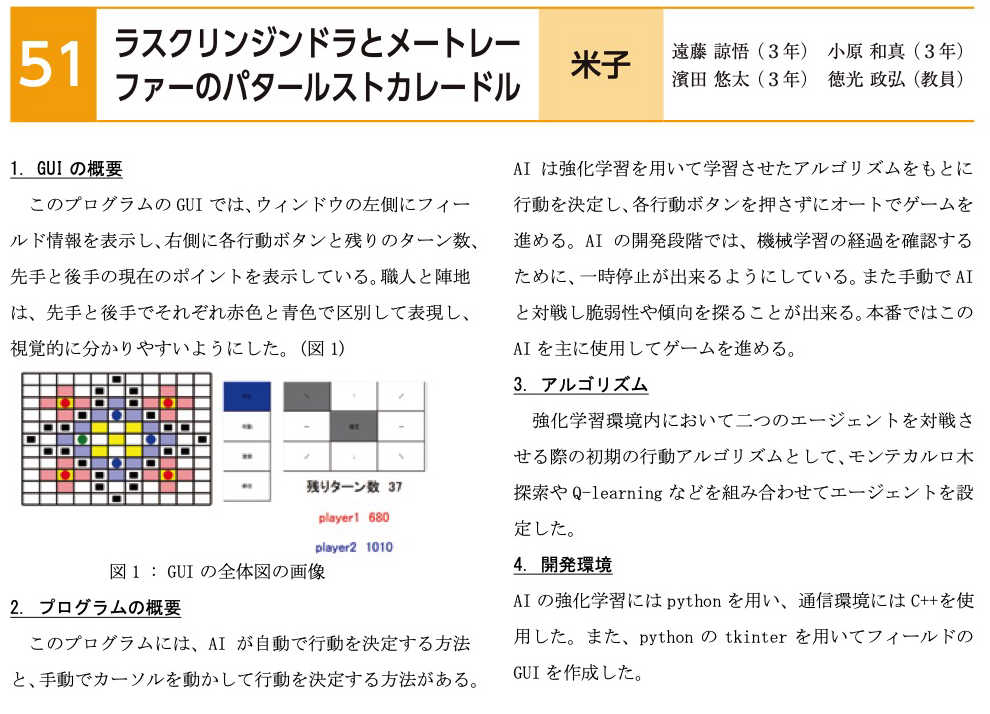 51
ラスクリンジンドラとメートレー
ファーのパタールストカレードル
米子
遠藤 諒悟（３年） 小原 和真（３年）
濱田 悠太（３年） 徳光 政弘（教員）
1. GUI の概要
このプログラムの GUI では、ウィンドウの左側にフィー
ルド情報を表示し、右側に各行動ボタンと残りのターン数、
先手と後手の現在のポイントを表示している。職人と陣地
は、先手と後手でそれぞれ赤色と青色で区別して表現し、
視覚的に分かりやすいようにした。(図 1)
残りターン数 37
player1 680
player2 1010
図 1 : GUI の全体図の画像
2. プログラムの概要
このプログラムには、AI が自動で行動を決定する方法
と、手動でカーソルを動かして行動を決定する方法がある。
AI は強化学習を用いて学習させたアルゴリズムをもとに
行動を決定し、各行動ボタンを押さずにオートでゲームを
進める。AI の開発段階では、機械学習の経過を確認する
ために、一時停止が出来るようにしている。また手動で AI
と対戦し脆弱性や傾向を探ることが出来る。本番ではこの
AI を主に使用してゲームを進める。
3. アルゴリズム
強化学習環境内において二つのエージェントを対戦さ
せる際の初期の行動アルゴリズムとして、モンテカルロ木
探索や Q-learning などを組み合わせてエージェントを設
定した。
4. 開発環境
AI の強化学習には python を用い、通信環境には C++を使
用した。また、python の tkinter を用いてフィールドの
GUI を作成した。